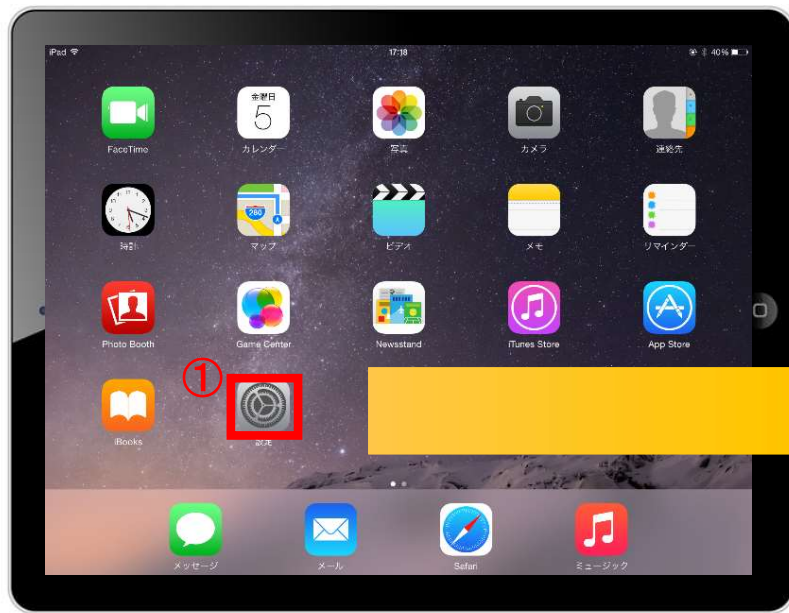 iPad 17:18 40%
金曜日
5
FaceTime カレンダー 写真 カメラ 連絡先
280
時計 マップ ビデオ メモ リマインダー
Photo Booth Game Center Newsstand iTunes Store App Store
①
iBooks 設定
メッセージ メール Safari ミュージック